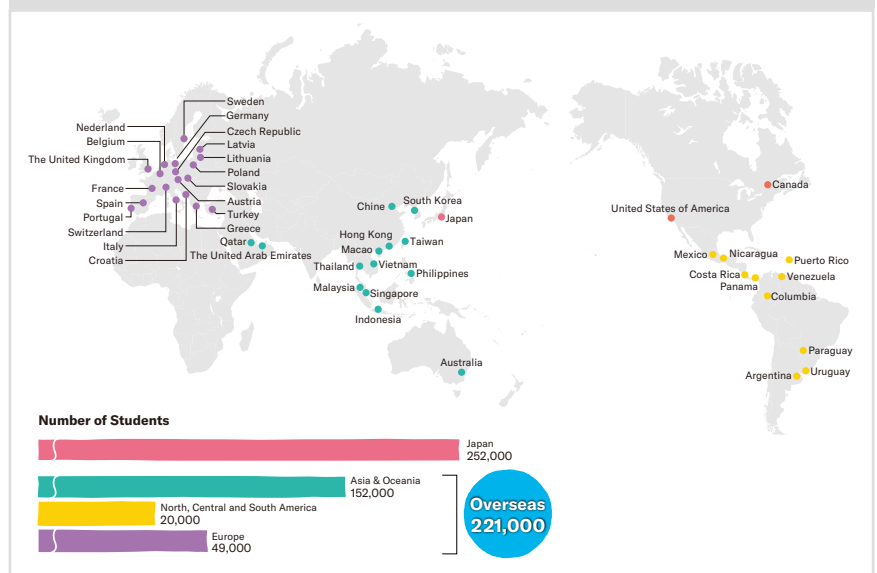 Sweden
Germany
Nederland
Czech Republic
Belgium
Latvia
The United Kingdom
Lithuania
Poland
France
Slovakia
Spain
Austria
Portugal
Turkey
Switzerland
Greece
Italy
Qatar
Croatia
The United Arab Emirates
Chine
South Korea
Japan
Hong Kong
Taiwan
Macao
Thailand
Vietnam
Philippines
Malaysia
Singapore
Indonesia
Australia
Canada
United States of America
Mexico
Nicaragua
Puerto Rico
Costa Rica
Venezuela
Panama
Columbia
Paraguay
Uruguay
Argentina
Number of Students
Japan
252,000
Asia & Oceania
152,000
North, Central and South America
20,000
Europe
49,000
Overseas
221,000